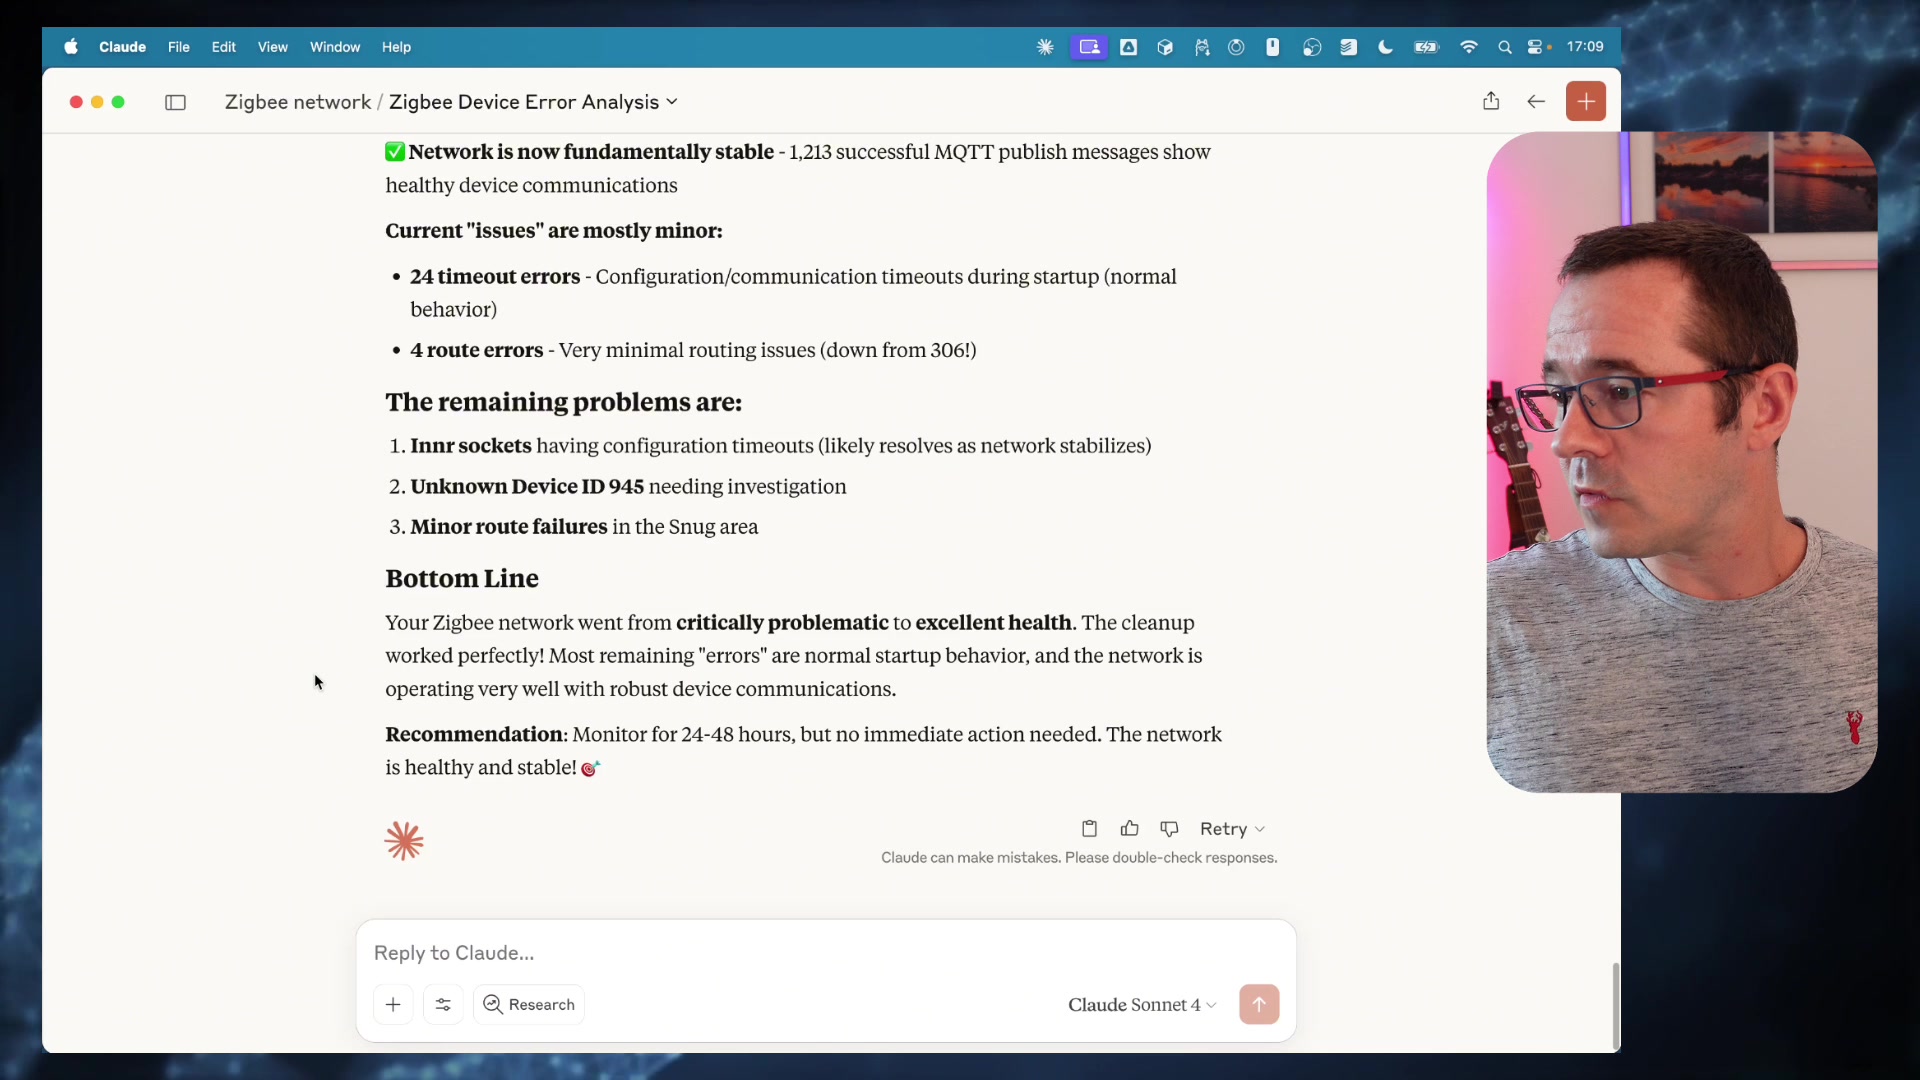 Claude File Edit View Window Help 17:09
Zigbee network / Zigbee Device Error Analysis
✅ Network is now fundamentally stable - 1,213 successful MQTT publish messages show
healthy device communications
Current "issues" are mostly minor:
• 24 timeout errors - Configuration/communication timeouts during startup (normal
behavior)
• 4 route errors - Very minimal routing issues (down from 306!)
The remaining problems are:
1. Innr sockets having configuration timeouts (likely resolves as network stabilizes)
2. Unknown Device ID 945 needing investigation
3. Minor route failures in the Snug area
Bottom Line
Your Zigbee network went from critically problematic to excellent health. The cleanup
worked perfectly! Most remaining "errors" are normal startup behavior, and the network is
operating very well with robust device communications.
Recommendation: Monitor for 24-48 hours, but no immediate action needed. The network
is healthy and stable! 🎯
Retry
Claude can make mistakes. Please double-check responses.
Reply to Claude...
Research
Claude Sonnet 4